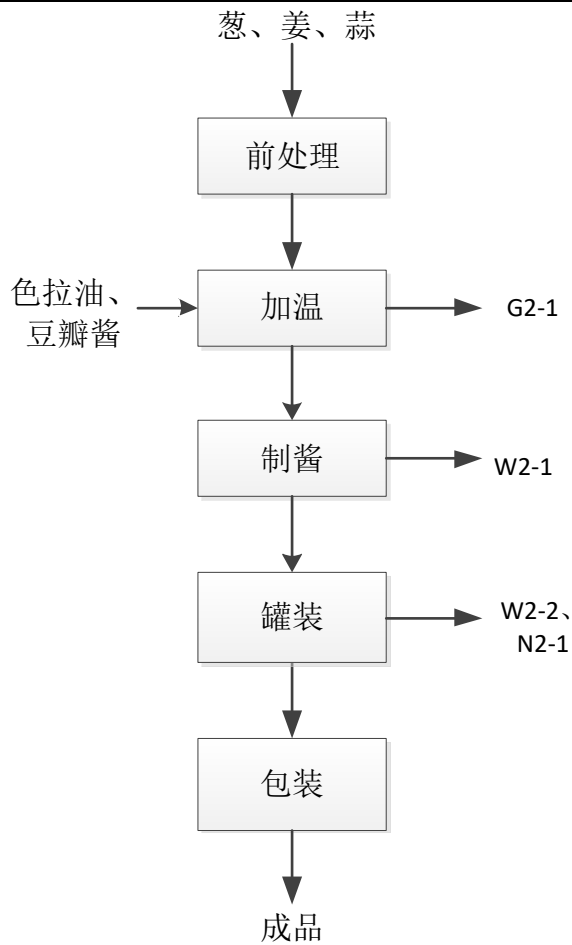 葱、姜、蒜
前处理
色拉油、
豆瓣酱
加温
G2-1
制酱
W2-1
罐装
W2-2、
N2-1
包装
成品